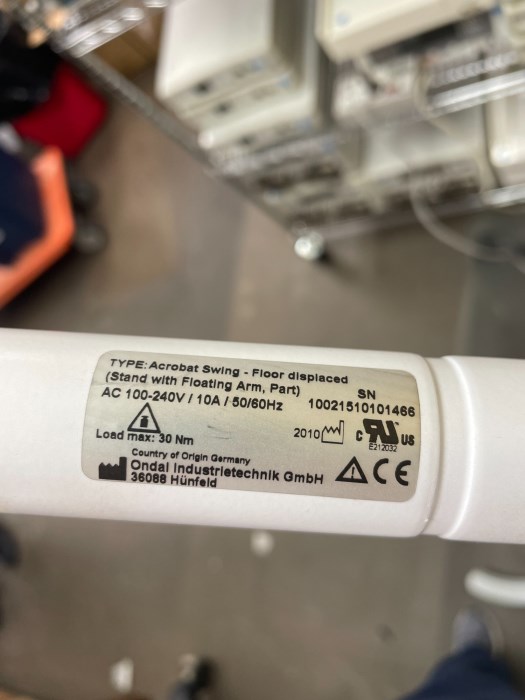 TYPE: Acrobat Swing - Floor displaced
(Stand with Floating Arm, Part)
AC 100-240V / 10A / 50/60Hz
SN
10021510101466
Load max: 30 Nm
2010
c RU US
E212032
Country of Origin Germany
Ondal Industrietechnik GmbH
36088 Hünfeld
CE